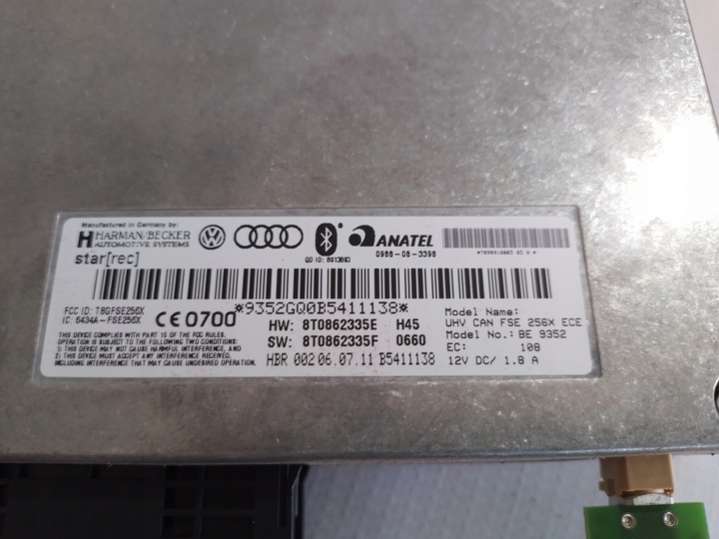 Manufactured in Germany by:
HARMAN/BECKER
AUTOMOTIVE SYSTEMS
star[rec]
ANATEL
0988-08-3398
FCC ID: T8GFSE256X
IC: 6434A-FSE256X
CE0700
*9352GQ0B5411138*
HW: 8T0862335E H45
SW: 8T0862335F 0660
HBR 002 06.07.11 B5411138
THIS DEVICE COMPLIES WITH PART 15 OF THE FCC RULES.
OPERATION IS SUBJECT TO THE FOLLOWING TWO CONDITIONS:
1) THIS DEVICE MAY NOT CAUSE HARMFUL INTERFERENCE, AND
2) THIS DEVICE MUST ACCEPT ANY INTERFERENCE RECEIVED,
INCLUDING INTERFERENCE THAT MAY CAUSE UNDESIRED OPERATION.
Model Name:
UHV CAN FSE 256X ECE
Model No.: BE 9352
EC: 108
12V DC/ 1.8 A